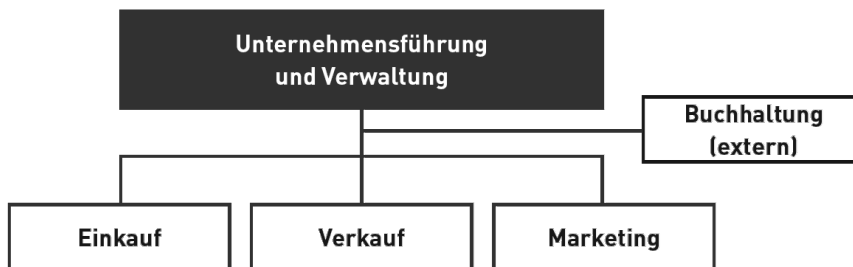 Unternehmensführung
und Verwaltung
Buchhaltung
(extern)
Einkauf
Verkauf
Marketing